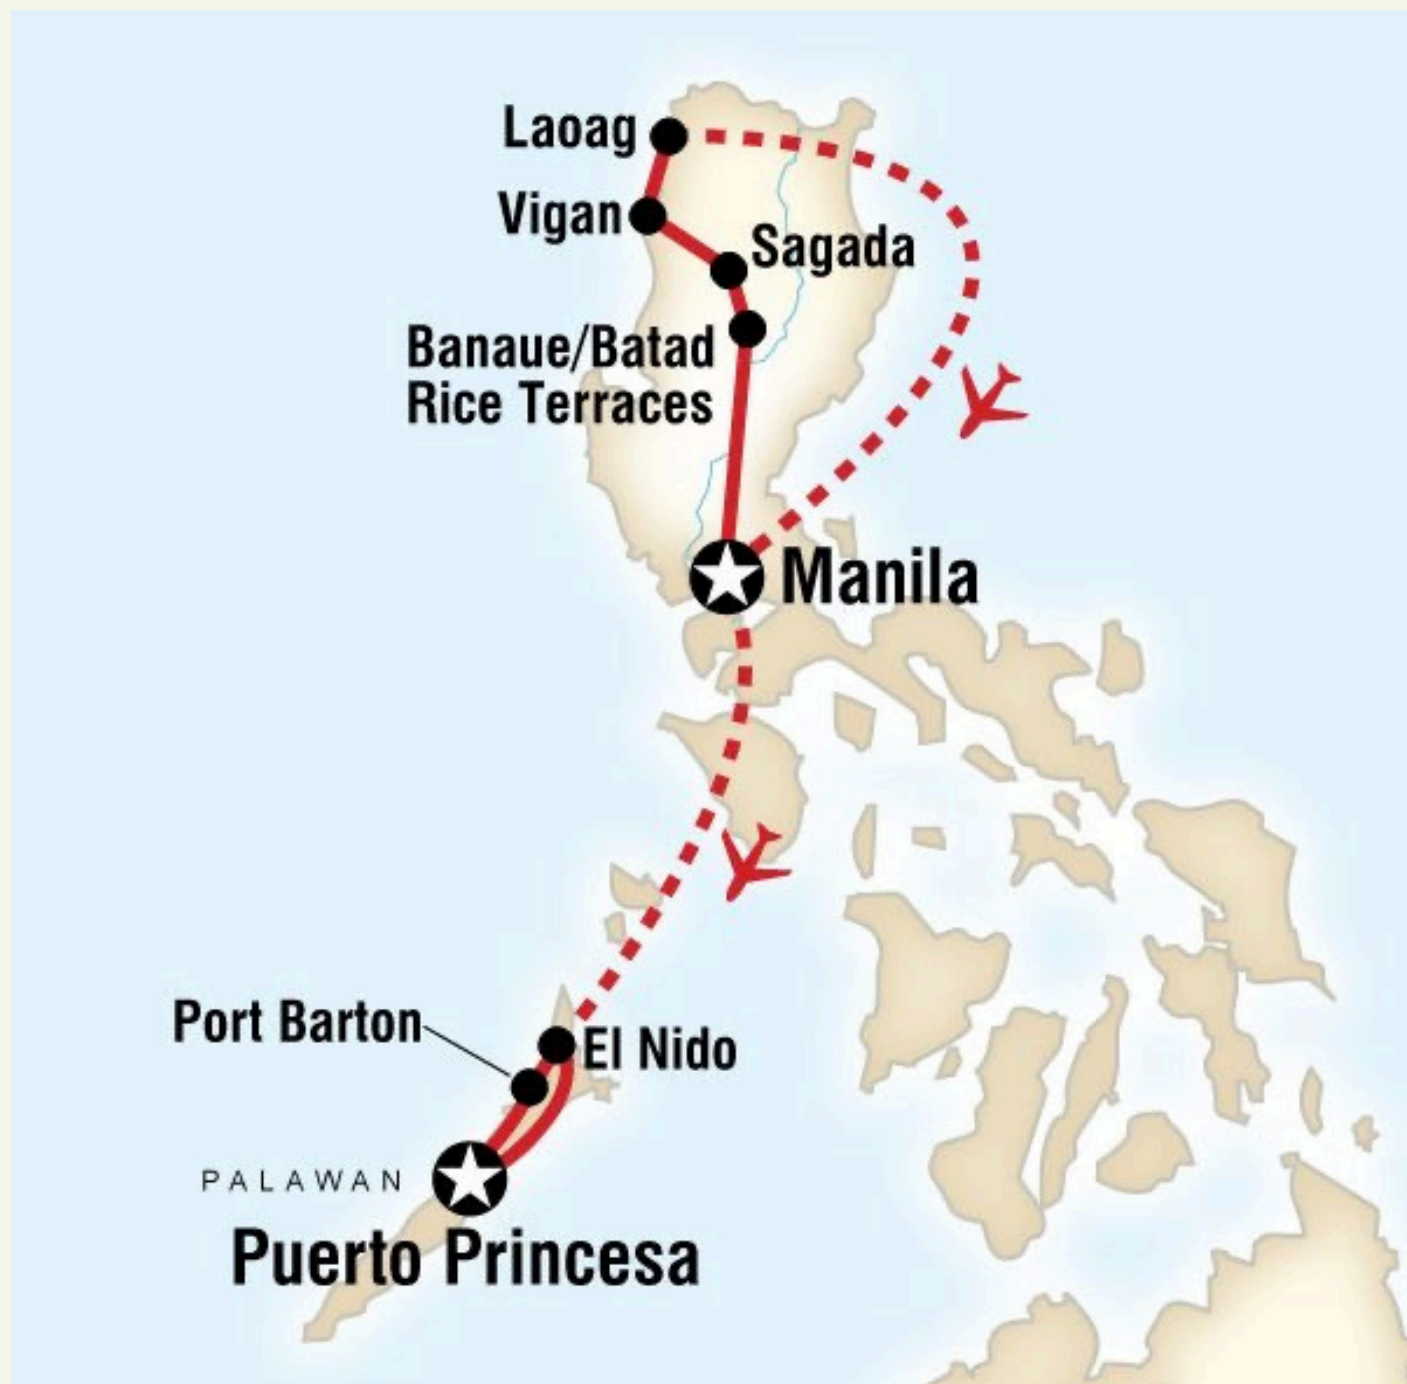 Laoag
Vigan
Sagada
Banaue/Batad
Rice Terraces
Manila
Port Barton
El Nido
PALAWAN
Puerto Princesa